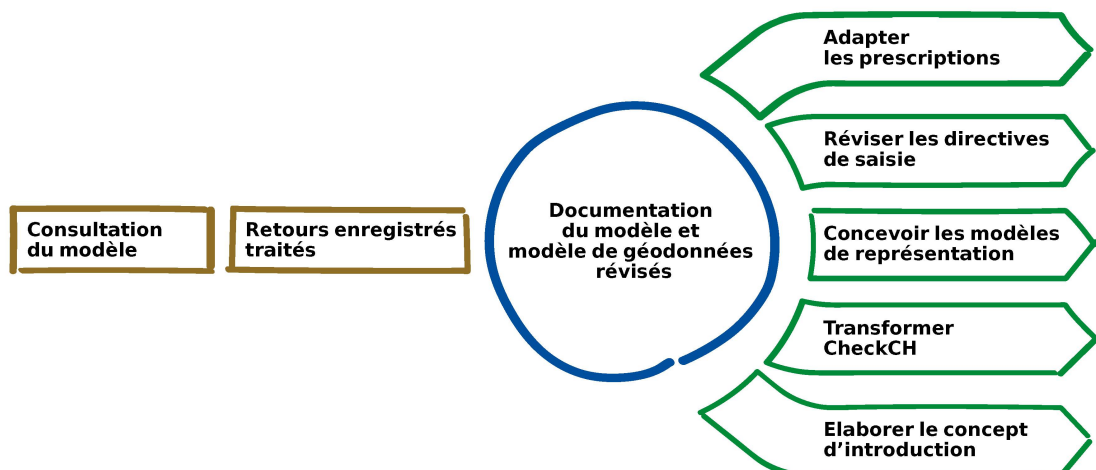 Consultation
du modèle
Retours enregistrés
traités
Documentation
du modèle et
modèle de géodonnées
révisés
Adapter
les prescriptions
Réviser les directives
de saisie
Concevoir les modèles
de représentation
Transformer
CheckCH
Elaborer le concept
d’introduction